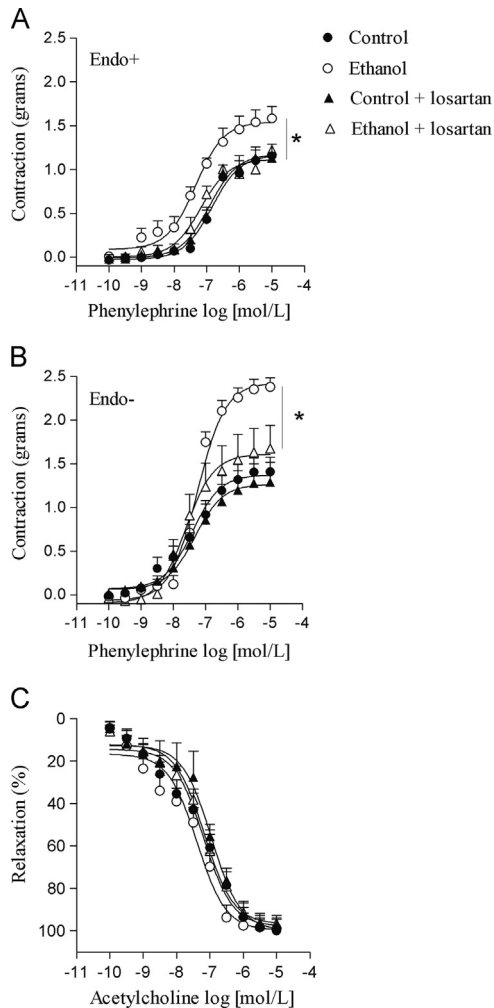 A
Endo+
Control
Ethanol
Control + losartan
Ethanol + losartan
*
Contraction (grams)
2.5
2.0
1.5
1.0
0.5
0.0
-11 -10 -9 -8 -7 -6 -5 -4
Phenylephrine log [mol/L]
B
Endo-
*
Contraction (grams)
2.5
2.0
1.5
1.0
0.5
0.0
-11 -10 -9 -8 -7 -6 -5 -4
Phenylephrine log [mol/L]
C
Relaxation (%)
0
20
40
60
80
100
-11 -10 -9 -8 -7 -6 -5 -4
Acetylcholine log [mol/L]